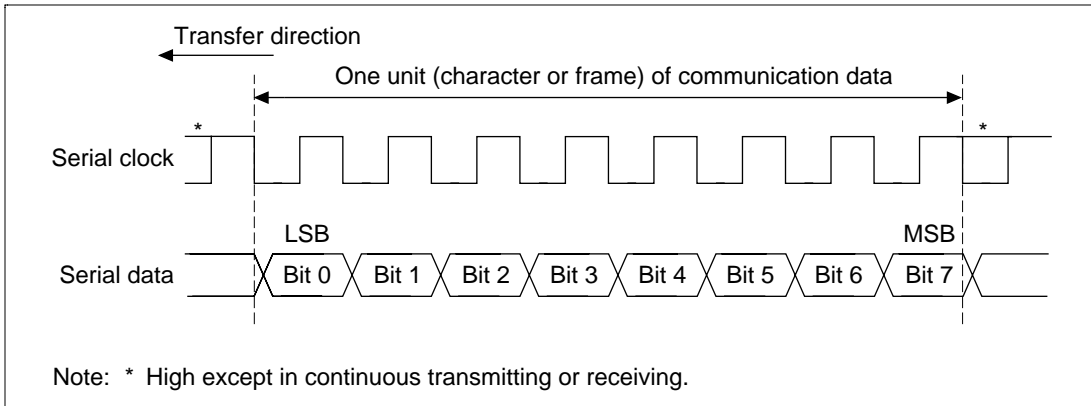 Transfer direction
One unit (character or frame) of communication data
* *
Serial clock
LSB MSB
Serial data Bit 0 Bit 1 Bit 2 Bit 3 Bit 4 Bit 5 Bit 6 Bit 7
Note: * High except in continuous transmitting or receiving.